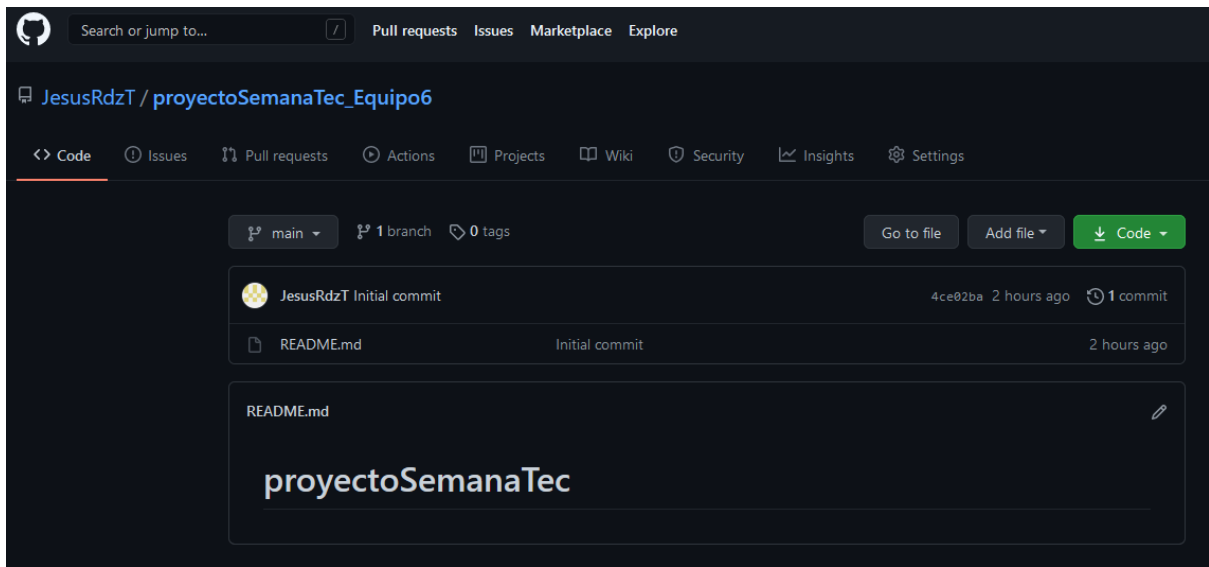 Search or jump to... / Pull requests Issues Marketplace Explore
JesusRdzT / proyectoSemanaTec_Equipo6
<> Code Issues Pull requests Actions Projects Wiki Security Insights Settings
main 1 branch 0 tags Go to file Add file Code
JesusRdzT Initial commit 4ce02ba 2 hours ago 1 commit
README.md Initial commit 2 hours ago
README.md
proyectoSemanaTec